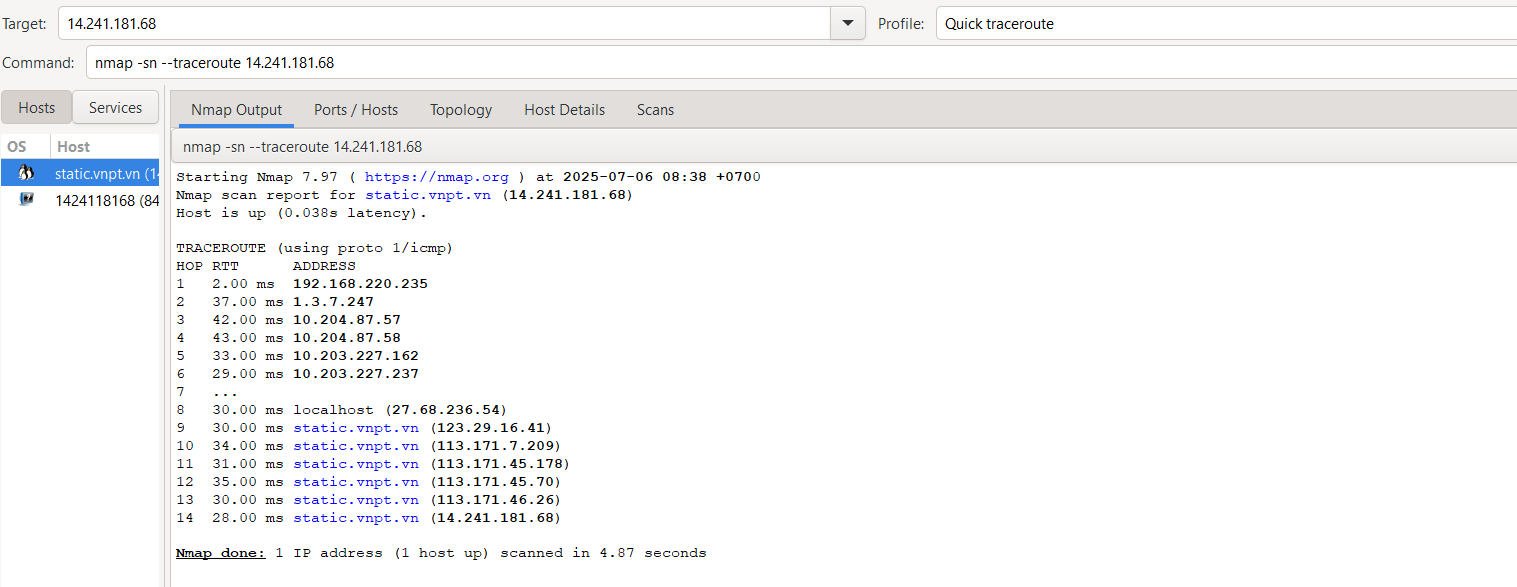 Target: 14.241.181.68 Profile: Quick traceroute
Command: nmap -sn --traceroute 14.241.181.68
Hosts Services
Nmap Output Ports / Hosts Topology Host Details Scans
OS Host
nmap -sn --traceroute 14.241.181.68
static.vnpt.vn (14
1424118168 (84
Starting Nmap 7.97 ( https://nmap.org ) at 2025-07-06 08:38 +0700
Nmap scan report for static.vnpt.vn (14.241.181.68)
Host is up (0.038s latency).
TRACEROUTE (using proto 1/icmp)
HOP RTT ADDRESS
1 2.00 ms 192.168.220.235
2 37.00 ms 1.3.7.247
3 42.00 ms 10.204.87.57
4 43.00 ms 10.204.87.58
5 33.00 ms 10.203.227.162
6 29.00 ms 10.203.227.237
7 ...
8 30.00 ms localhost (27.68.236.54)
9 30.00 ms static.vnpt.vn (123.29.16.41)
10 34.00 ms static.vnpt.vn (113.171.7.209)
11 31.00 ms static.vnpt.vn (113.171.45.178)
12 35.00 ms static.vnpt.vn (113.171.45.70)
13 30.00 ms static.vnpt.vn (113.171.46.26)
14 28.00 ms static.vnpt.vn (14.241.181.68)
Nmap done: 1 IP address (1 host up) scanned in 4.87 seconds